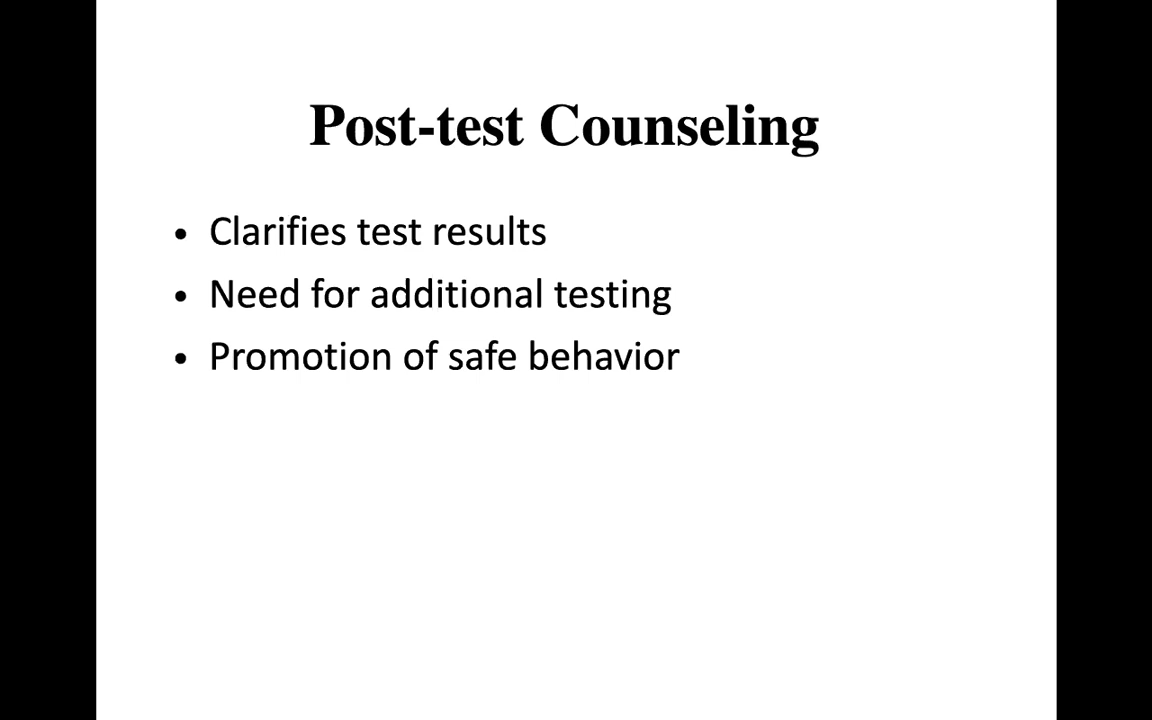 Post-test Counseling
• Clarifies test results
• Need for additional testing
• Promotion of safe behavior